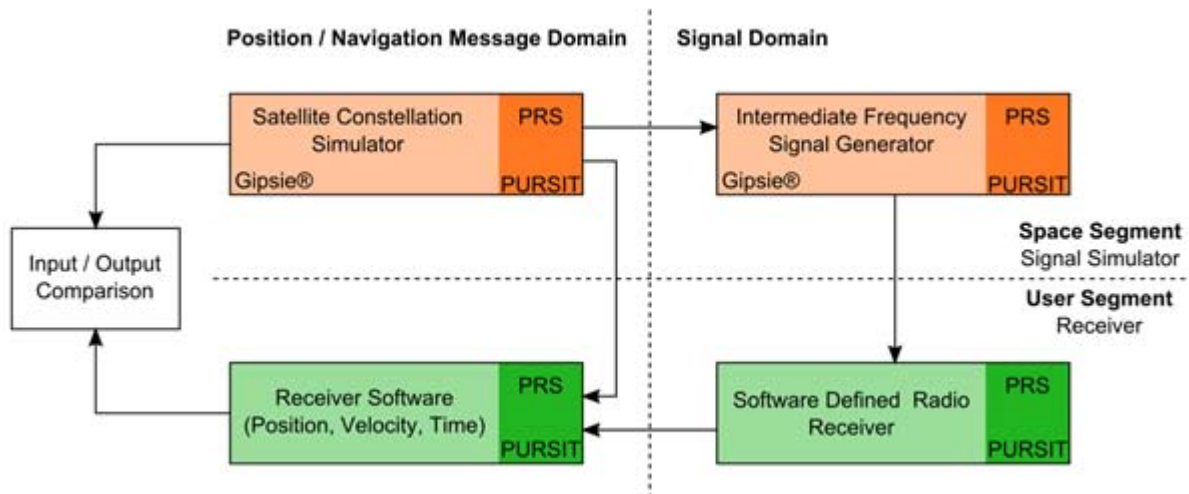 Position / Navigation Message Domain
Signal Domain
Satellite Constellation
Simulator
Gipsie®
PRS
PURSIT
Intermediate Frequency
Signal Generator
Gipsie®
PRS
PURSIT
Input / Output
Comparison
Space Segment
Signal Simulator
User Segment
Receiver
Receiver Software
(Position, Velocity, Time)
PRS
PURSIT
Software Defined Radio
Receiver
PRS
PURSIT